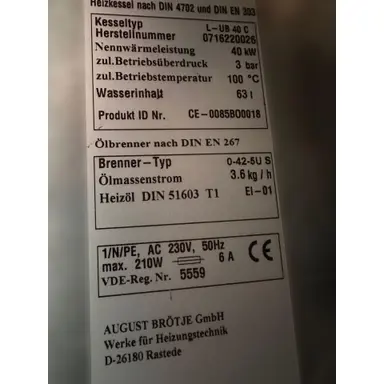 Heizkessel nach DIN 4702 und DIN EN 303
Kesseltyp L-UB 40 C
Herstellnummer 0716220025
Nennwärmeleistung 40 kW
zul.Betriebsüberdruck 3 bar
zul.Betriebstemperatur 100 °C
Wasserinhalt 63 l
Produkt ID Nr. CE-0085BO0018
Ölbrenner nach DIN EN 267
Brenner-Typ 0-42-5U S
Ölmassenstrom 3.6 kg / h
Heizöl DIN 51603 T1 El-01
1/N/PE, AC 230V, 50Hz
max. 210W 6 A CE
VDE-Reg. Nr. 5559
AUGUST BRÖTJE GmbH
Werke für Heizungstechnik
D-26180 Rastede